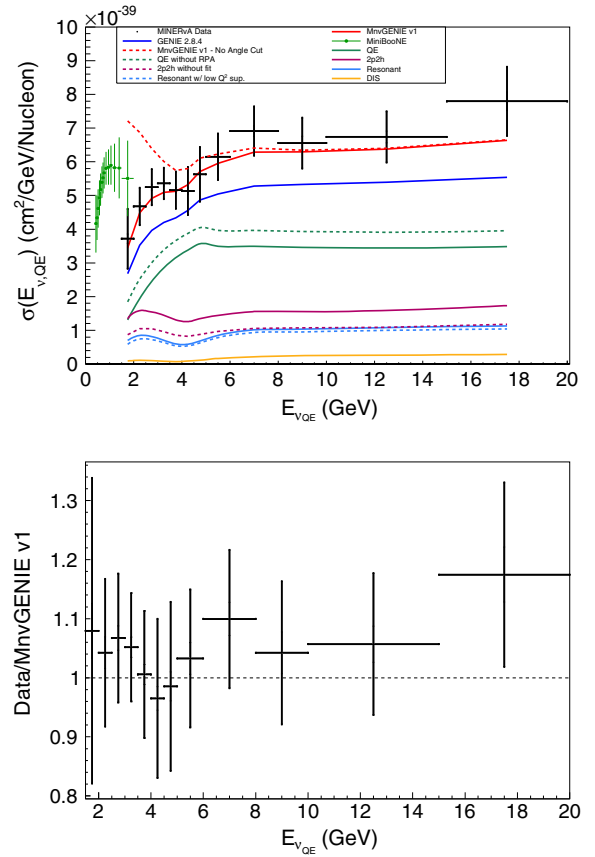 ×10⁻³⁹
MINERvA Data
GENIE 2.8.4
MnvGENIE v1 - No Angle Cut
QE without RPA
2p2h without fit
Resonant w/ low Q² sup.
MnvGENIE v1
MiniBooNE
QE
2p2h
Resonant
DIS
σ(E_ν,QE) (cm²/GeV/Nucleon)
10
9
8
7
6
5
4
3
2
1
0
0 2 4 6 8 10 12 14 16 18 20
E_νQE (GeV)
Data/MnvGENIE v1
1.3
1.2
1.1
1
0.9
0.8
2 4 6 8 10 12 14 16 18 20
E_νQE (GeV)